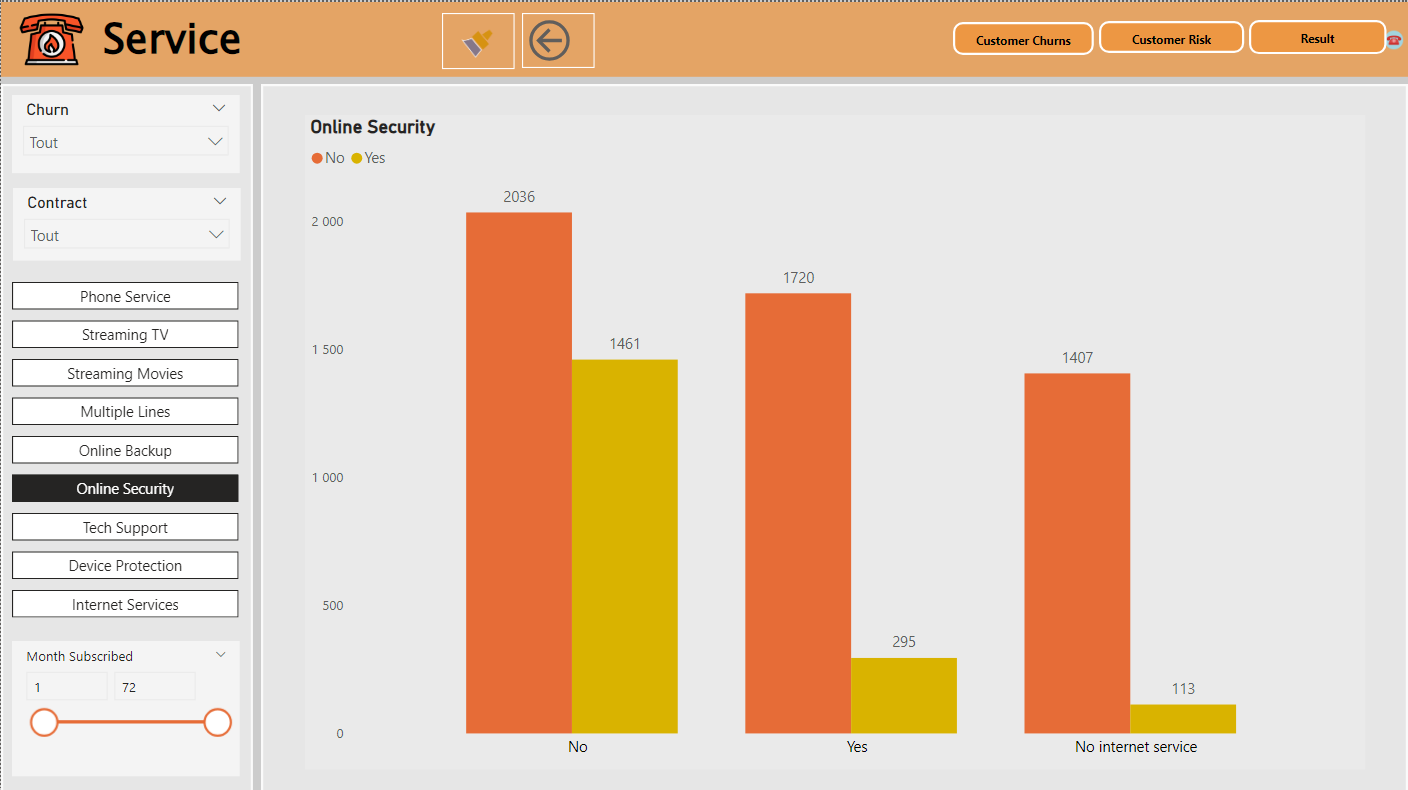 Service
Customer Churns
Customer Risk
Result
Churn
Tout
Contract
Tout
Phone Service
Streaming TV
Streaming Movies
Multiple Lines
Online Backup
Online Security
Tech Support
Device Protection
Internet Services
Month Subscribed
1 72
Online Security
No Yes
2036
2 000
1720
1461
1 500
1407
1 000
500
295
113
0
No Yes No internet service